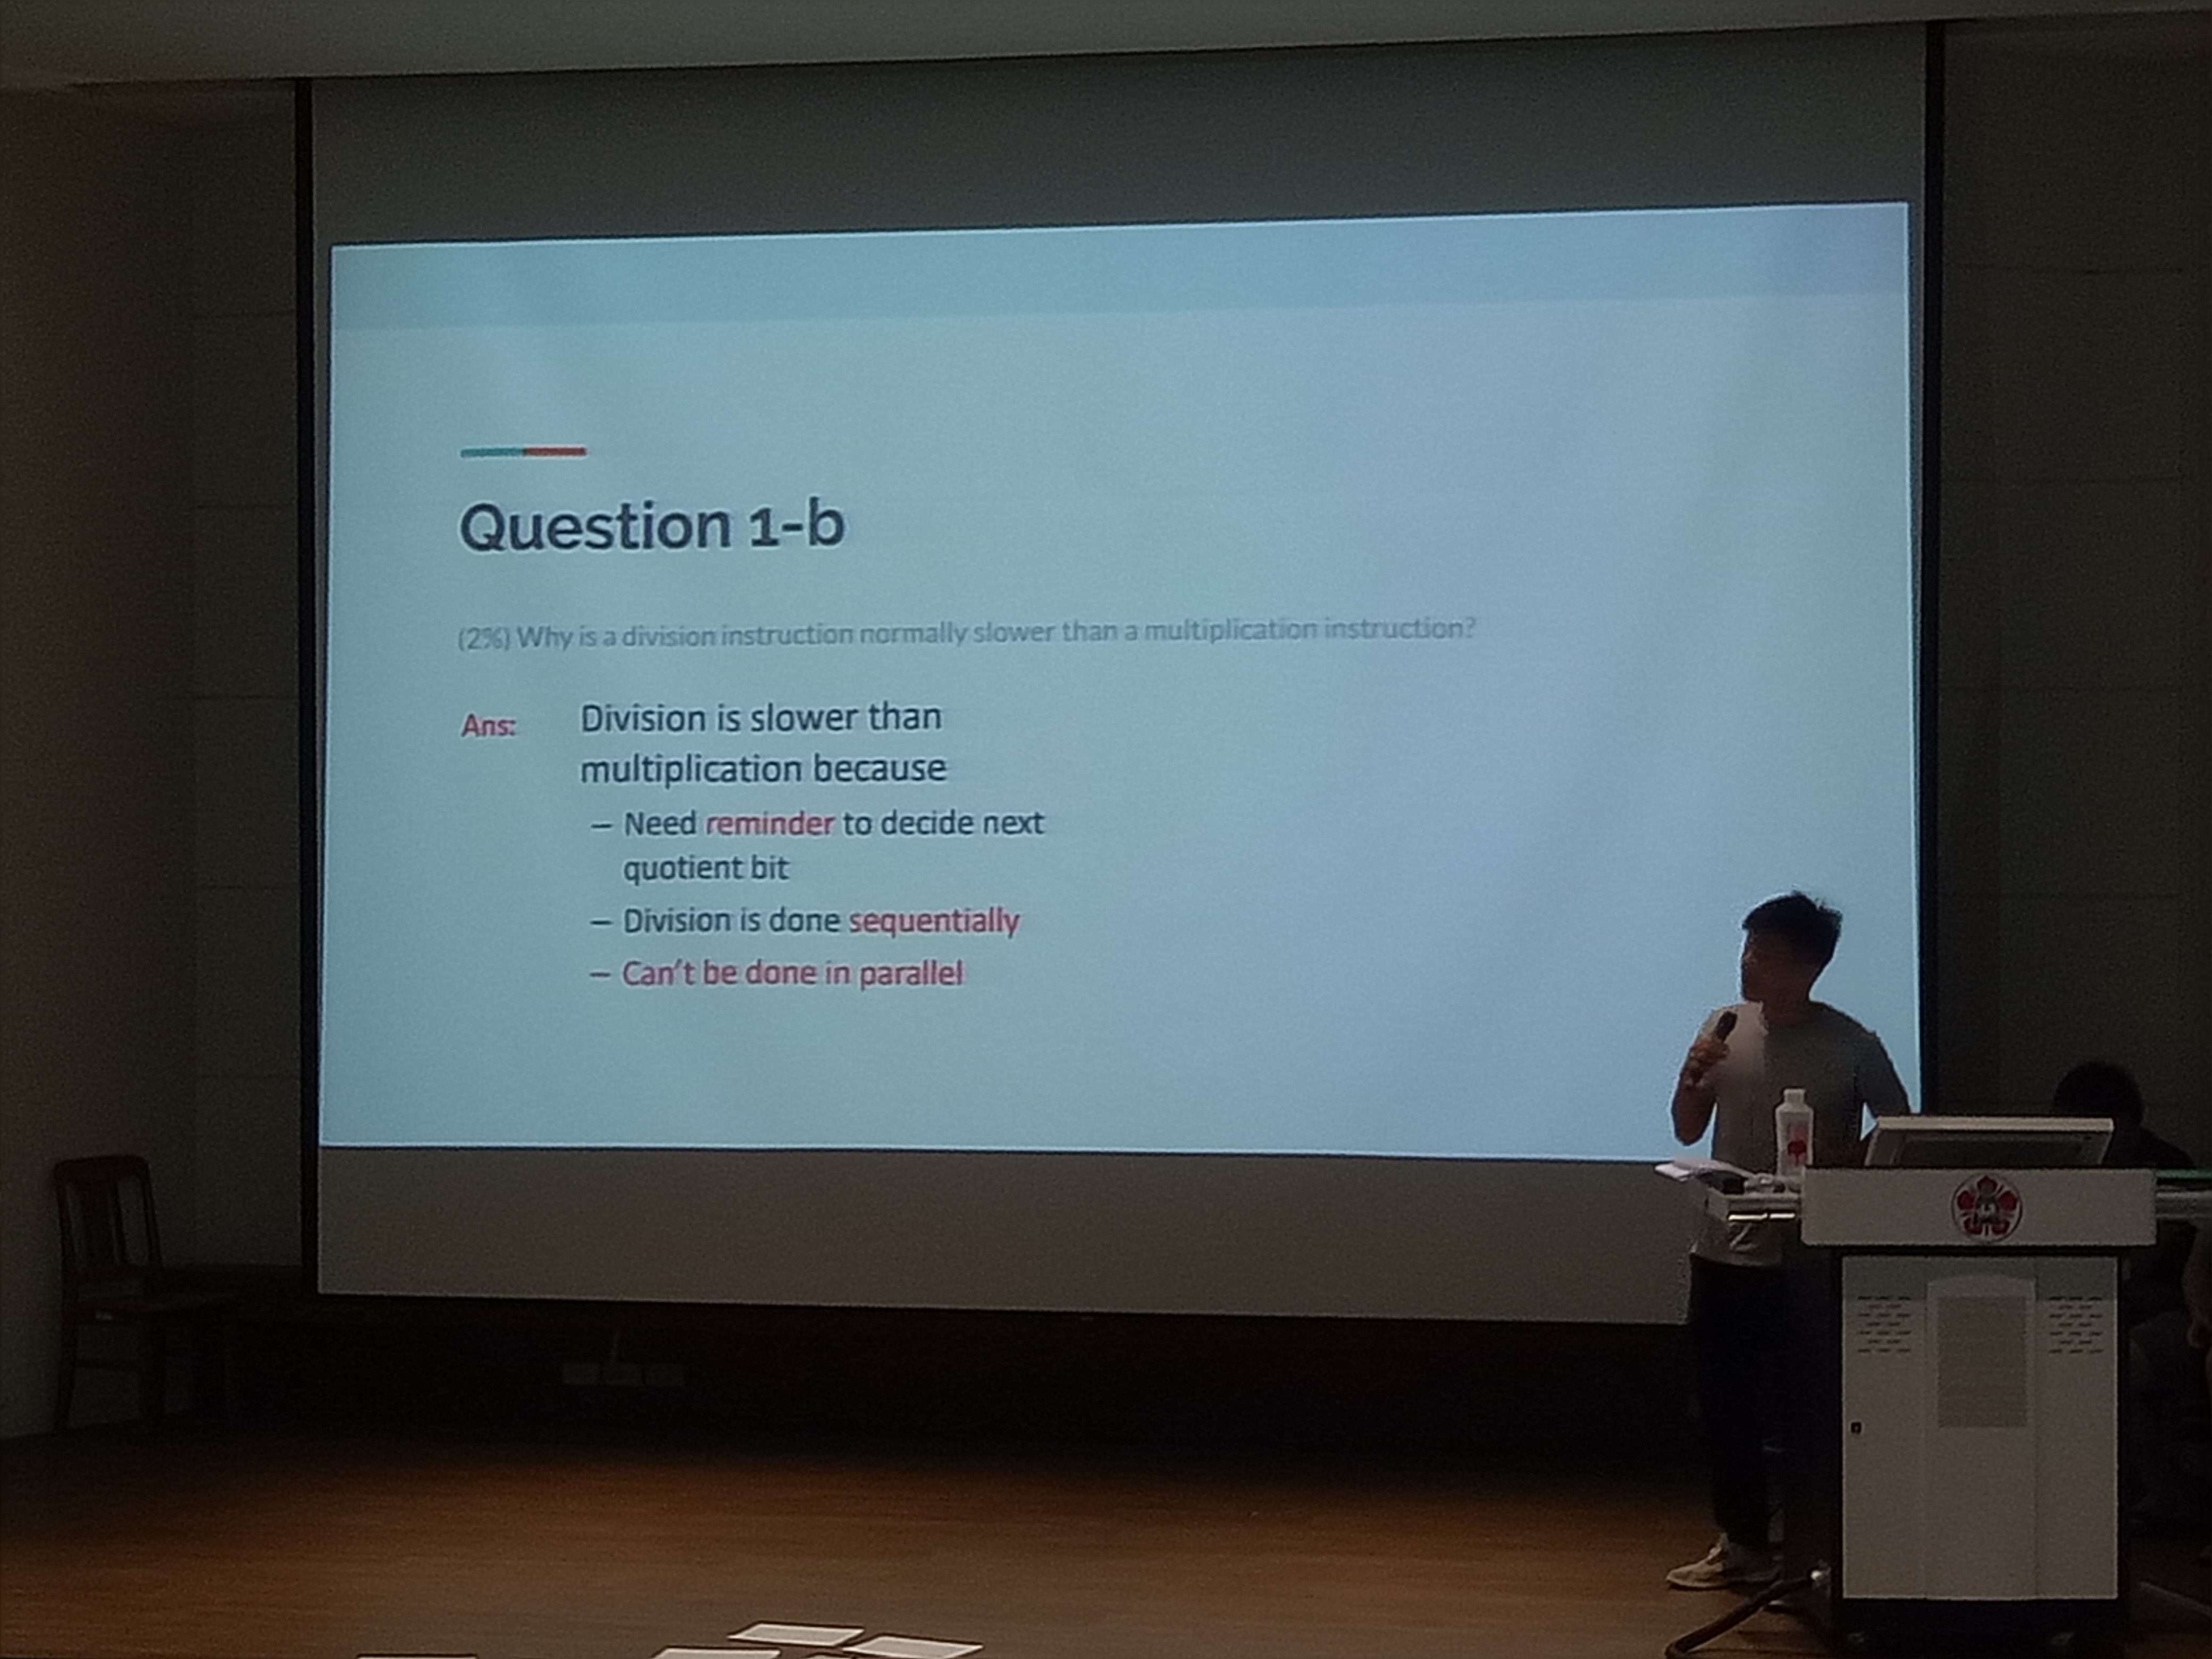 Question 1-b
(2%) Why is a division instruction normally slower than a multiplication instruction?
Ans:
Division is slower than
multiplication because
– Need reminder to decide next
quotient bit
– Division is done sequentially
– Can't be done in parallel